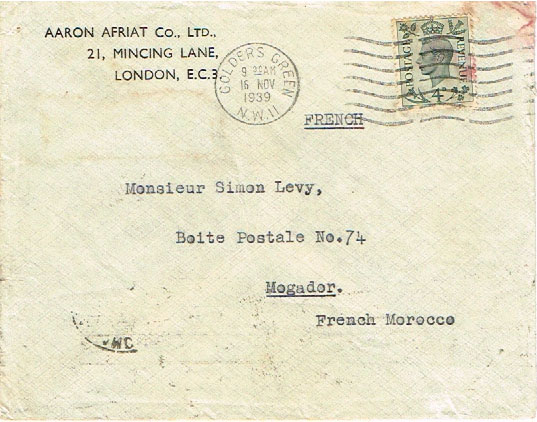 AARON AFRIAT Co., LTD.,
21, MINCING LANE,
LONDON, E.C.3
GOLDERS GREEN
9 AM
16 NOV
1939
N.W.11
POSTAGE REVENUE
4D
FRENCH
Monsieur Simon Levy,
Boite Postale No.74
Mogador.
French Morocco